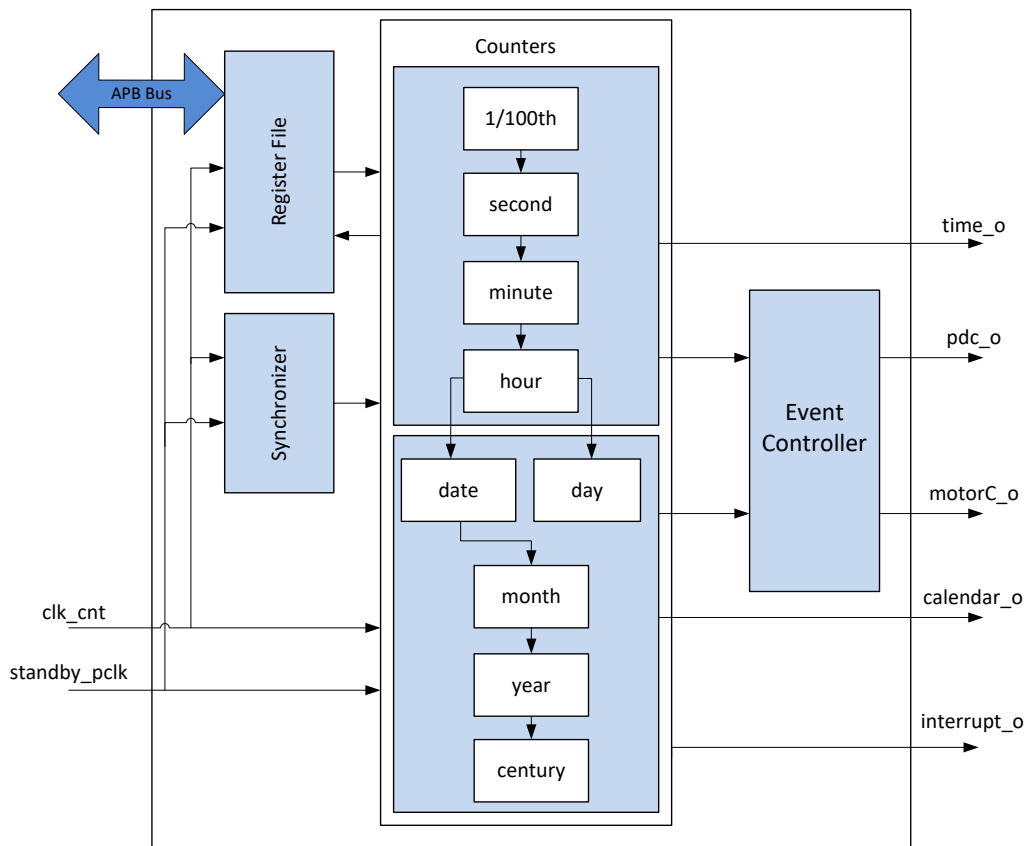 Counters
APB Bus
Register File
1/100th
second
time_o
minute
pdc_o
hour
Synchronizer
Event
Controller
date
day
motorC_o
month
clk_cnt
calendar_o
standby_pclk
year
interrupt_o
century